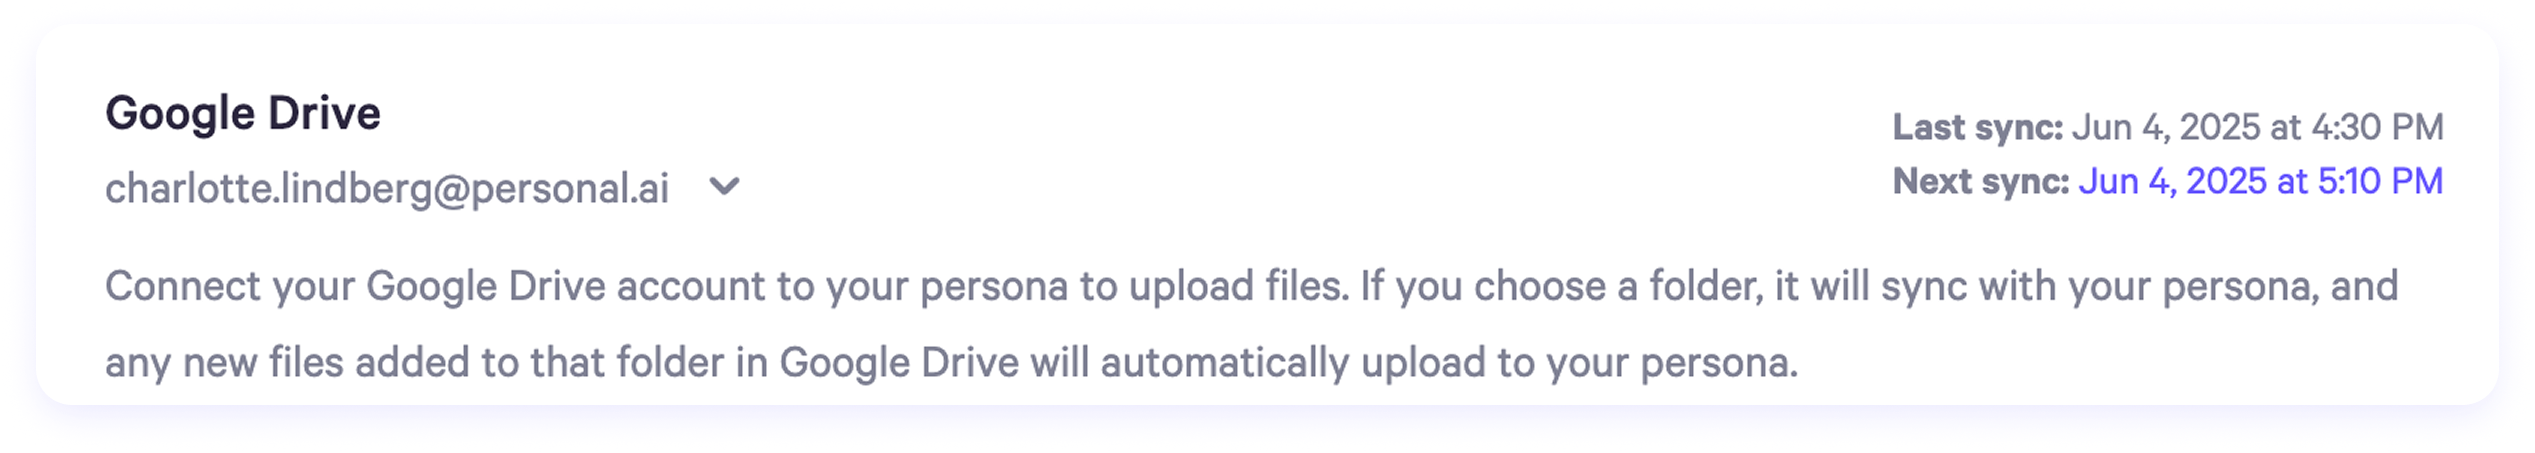 Google Drive
charlotte.lindberg@personal.ai
Last sync: Jun 4, 2025 at 4:30 PM
Next sync: Jun 4, 2025 at 5:10 PM
Connect your Google Drive account to your persona to upload files. If you choose a folder, it will sync with your persona, and
any new files added to that folder in Google Drive will automatically upload to your persona.